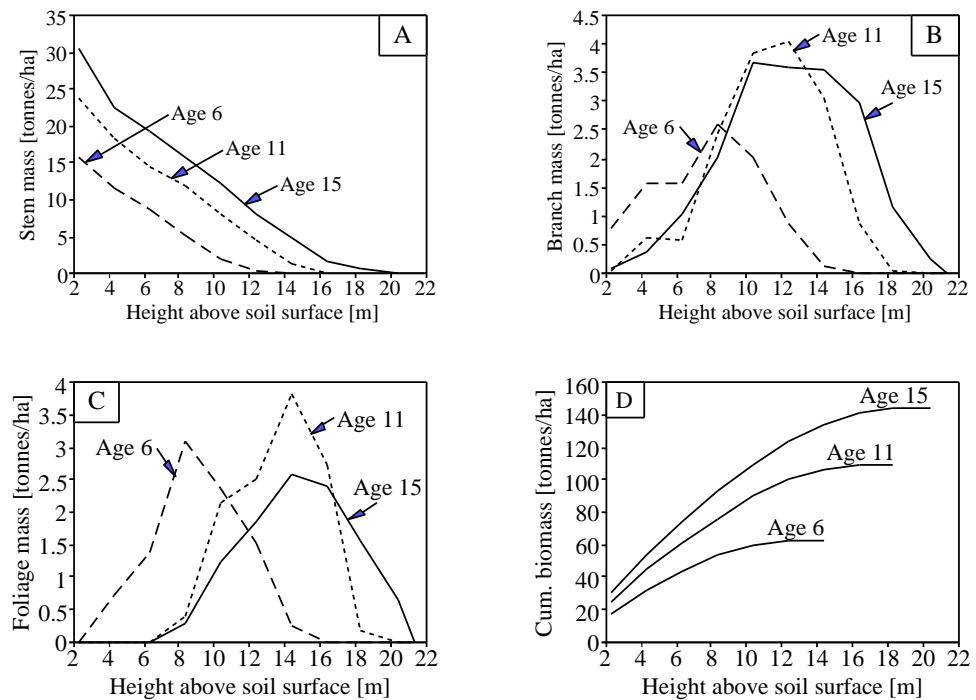 A
Stem mass [tonnes/ha]
35
30
25
20
15
10
5
0
Age 6
Age 11
Age 15
2 4 6 8 10 12 14 16 18 20 22
Height above soil surface [m]
B
Branch mass [tonnes/ha]
4.5
4
3.5
3
2.5
2
1.5
1
0.5
0
Age 11
Age 15
Age 6
2 4 6 8 10 12 14 16 18 20 22
Height above soil surface [m]
C
Foliage mass [tonnes/ha]
4
3.5
3
2.5
2
1.5
1
0.5
0
Age 11
Age 6
Age 15
2 4 6 8 10 12 14 16 18 20 22
Height above soil surface [m]
D
Cum. biomass [tonnes/ha]
160
140
120
100
80
60
40
20
0
Age 15
Age 11
Age 6
2 4 6 8 10 12 14 16 18 20 22
Height above soil surface [m]